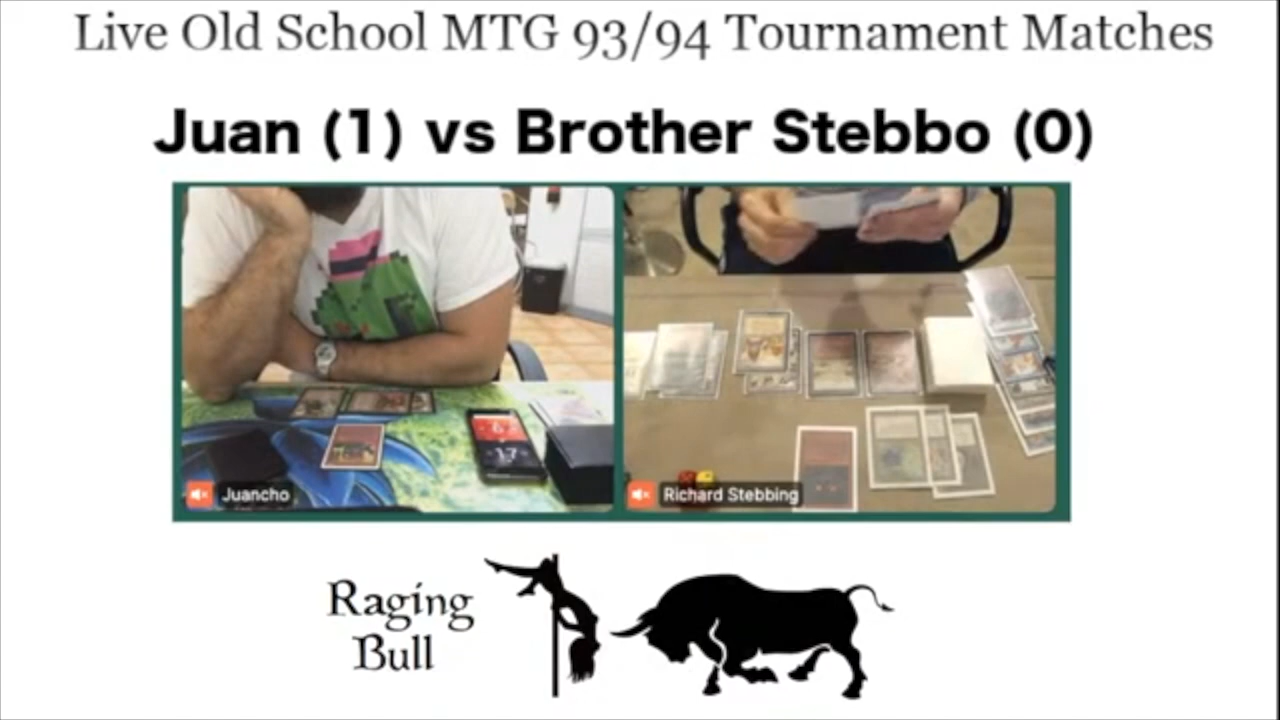 Live Old School MTG 93/94 Tournament Matches
Juan (1) vs Brother Stebbo (0)
Juancho
Richard Stebbing
Raging
Bull